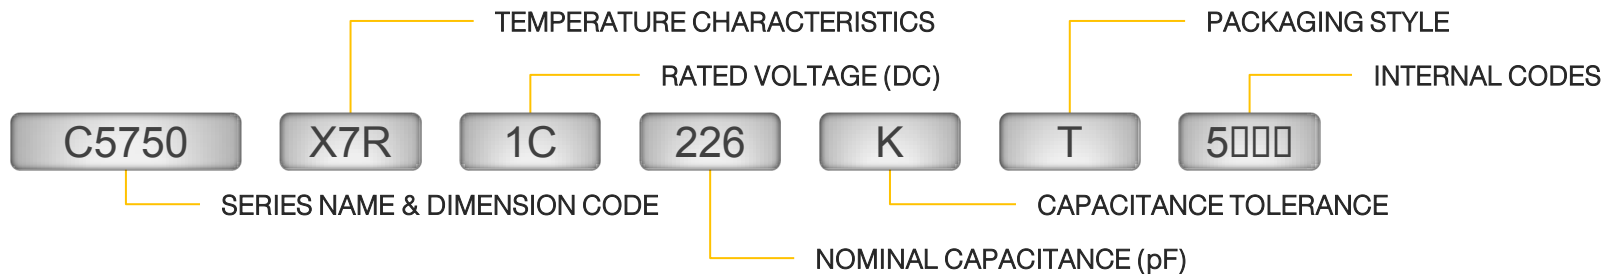 TEMPERATURE CHARACTERISTICS
PACKAGING STYLE
RATED VOLTAGE (DC)
INTERNAL CODES
C5750 X7R 1C 226 K T 5▯▯▯
SERIES NAME & DIMENSION CODE
CAPACITANCE TOLERANCE
NOMINAL CAPACITANCE (pF)